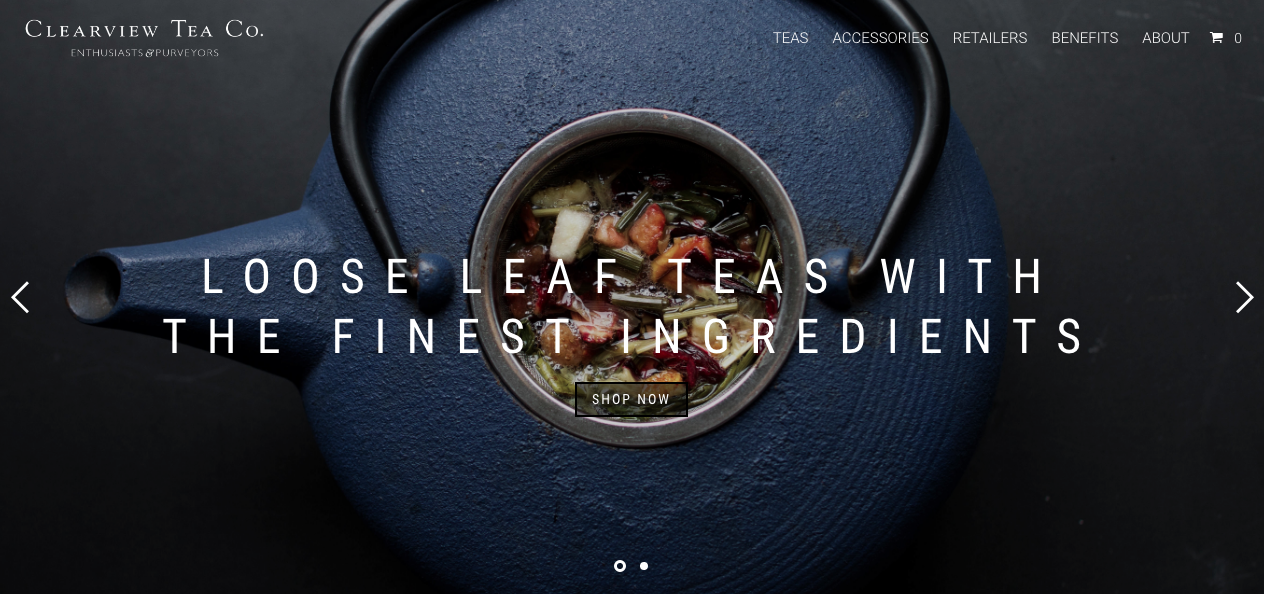 CLEARVIEW TEA CO.
ENTHUSIASTS & PURVEYORS
TEAS ACCESSORIES RETAILERS BENEFITS ABOUT 0
LOOSE LEAF TEAS WITH
THE FINEST INGREDIENTS
SHOP NOW